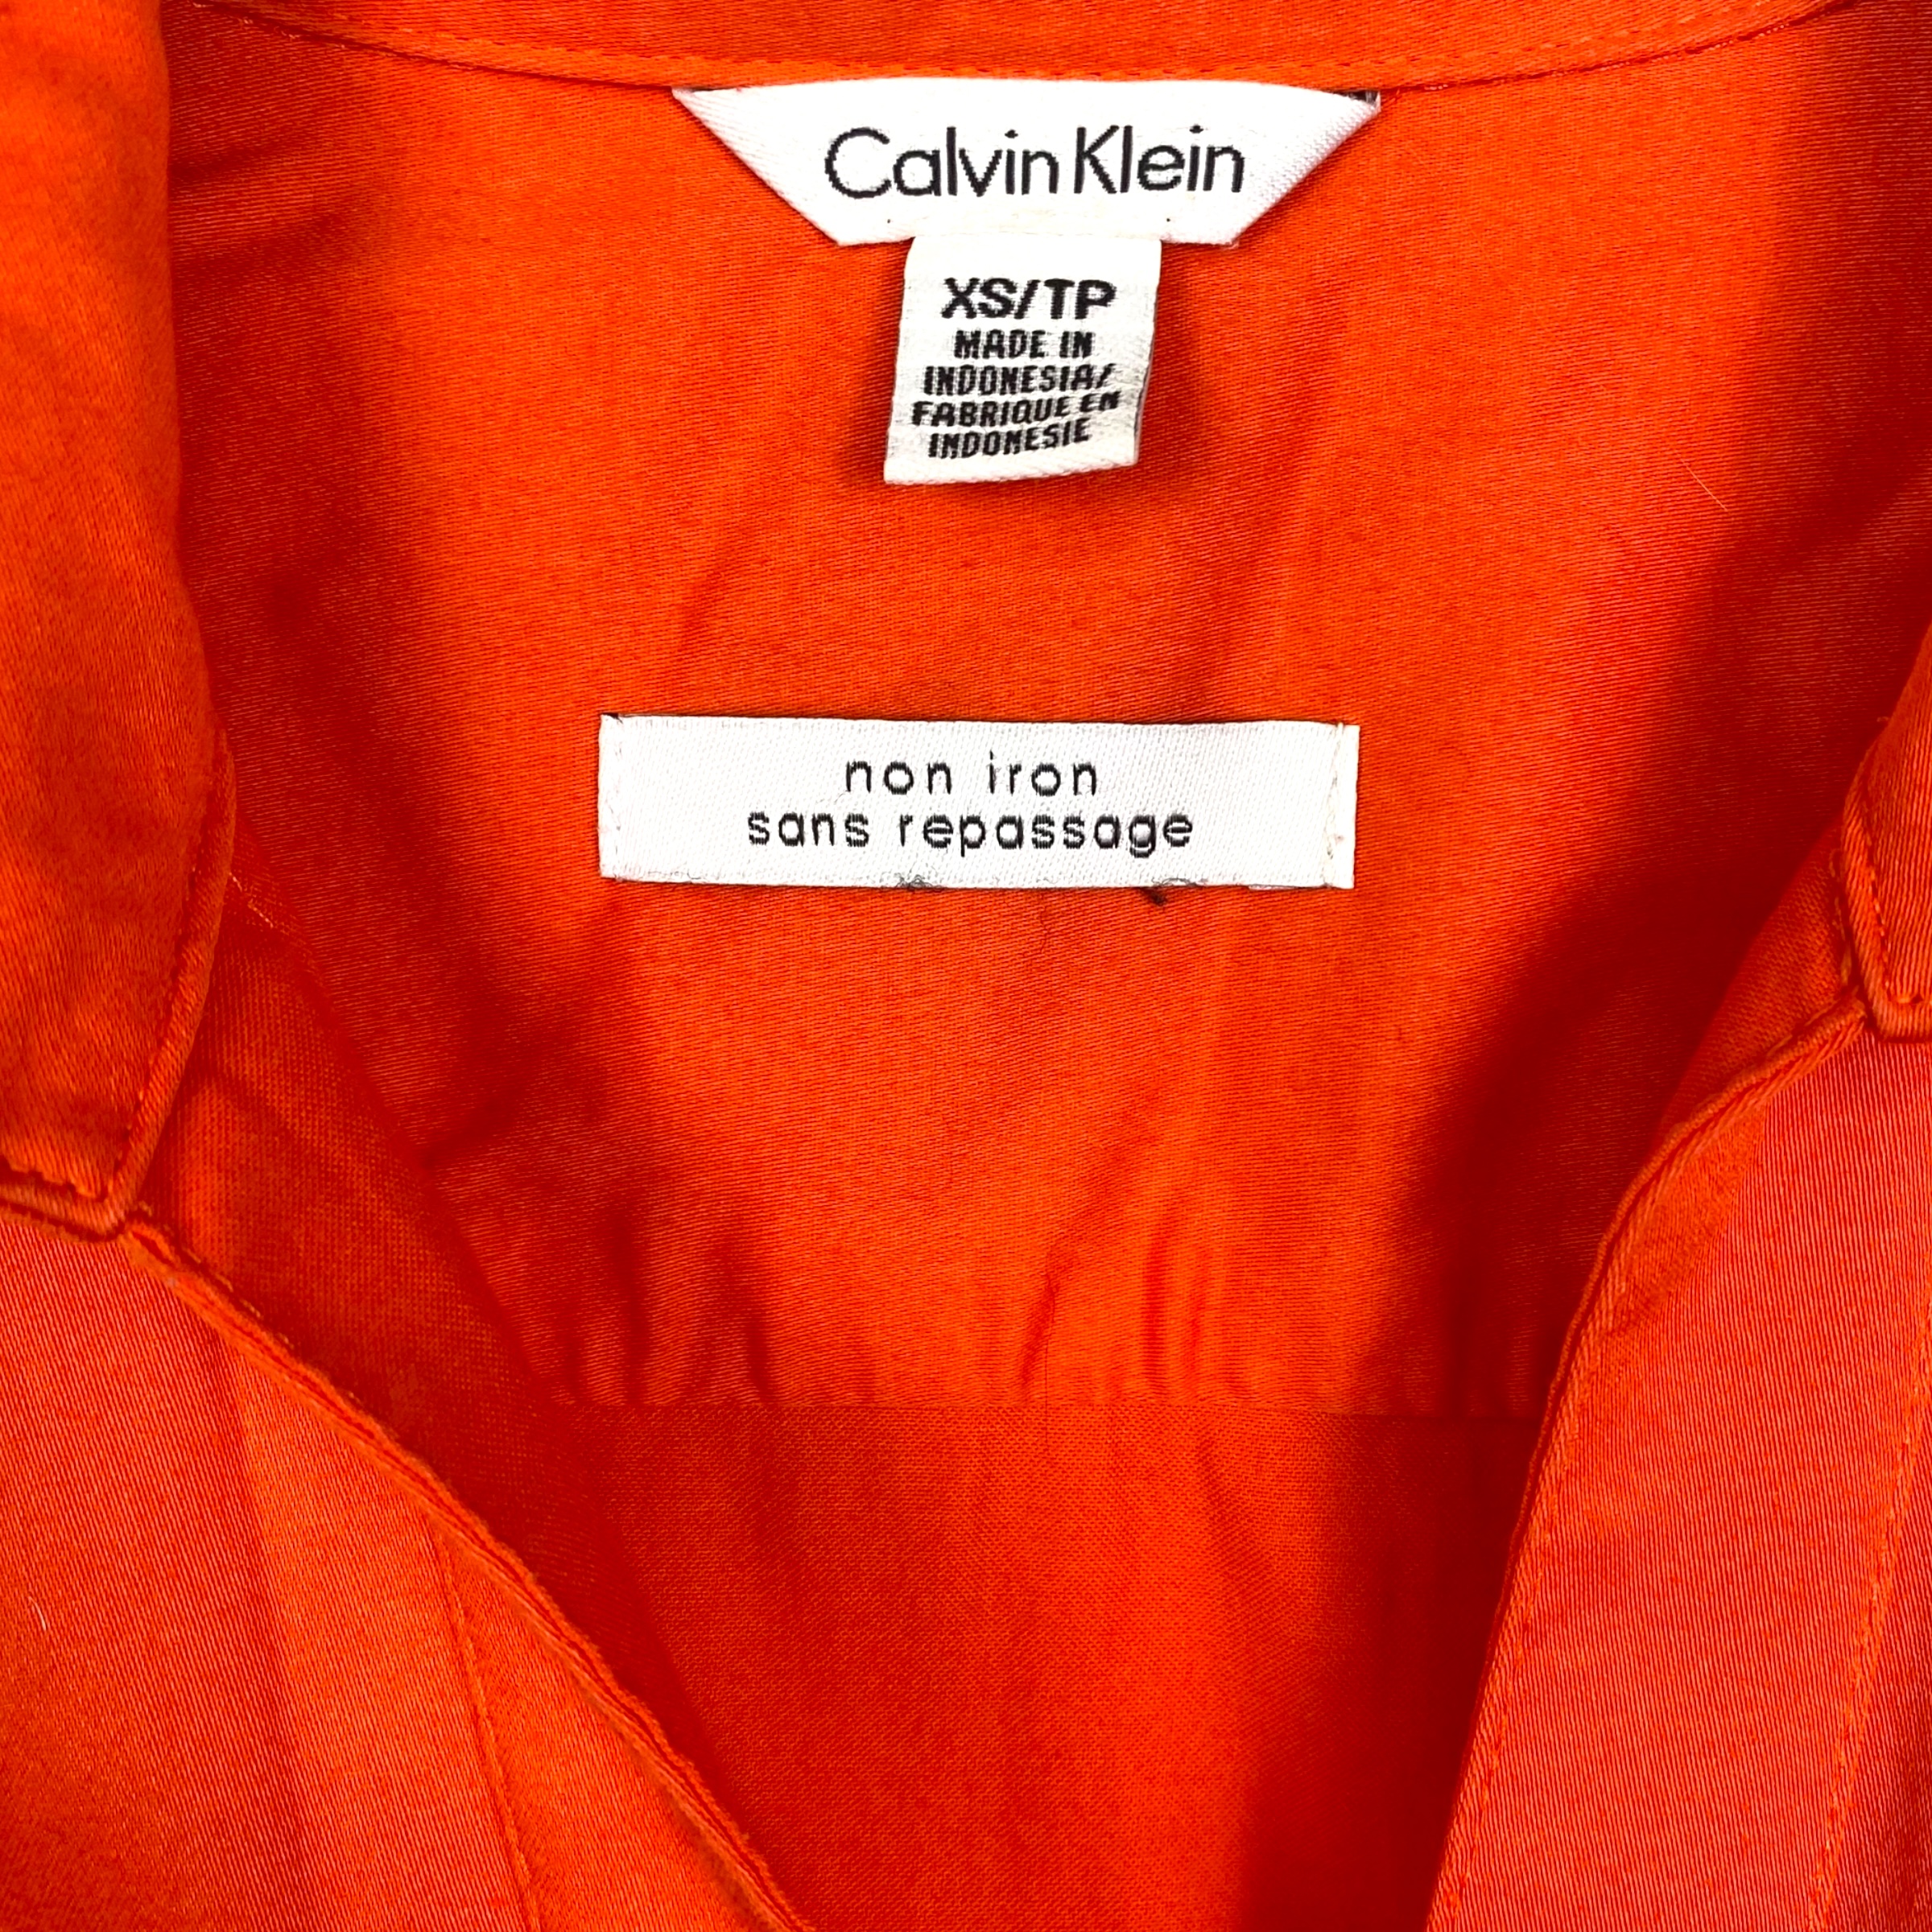 Calvin Klein
XS/TP
MADE IN
INDONESIA/
FABRIQUE EN
INDONESIE
non iron
sans repassage